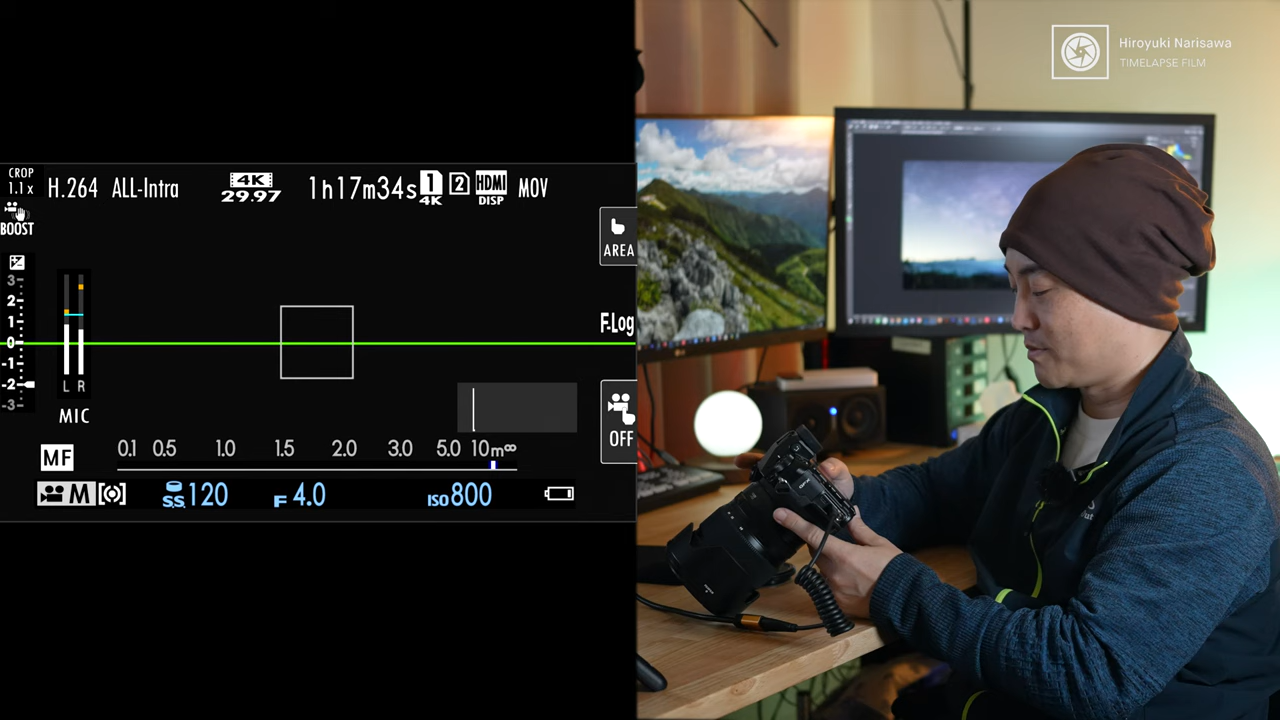 CROP
1.1 x
H.264 ALL-Intra
4K
29.97
1h17m34s
1
4K
2
HDMI
DISP
MOV
BOOST
AREA
3
2
1
0
-1
-2
-3
L R
MIC
F-Log
OFF
0.1 0.5 1.0 1.5 2.0 3.0 5.0 10m∞
MF
M
S.S. 120
F 4.0
ISO 800
Hiroyuki Narisawa
TIMELAPSE FILM
GFX